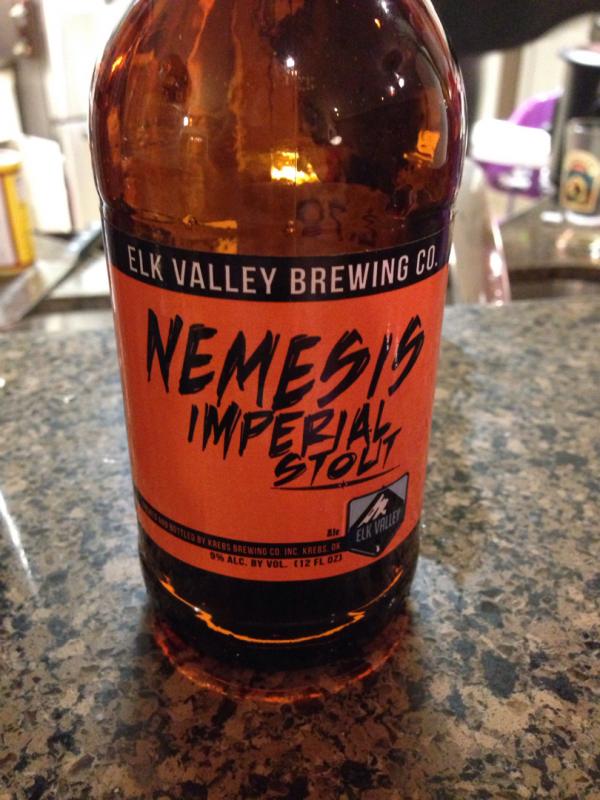 ELK VALLEY BREWING CO.
NEMESIS
IMPERIAL
STOUT
Ale
ELK VALLEY
AND BOTTLED BY KREBS BREWING CO. INC. KREBS, OK
9% ALC. BY VOL. (12 FL OZ)